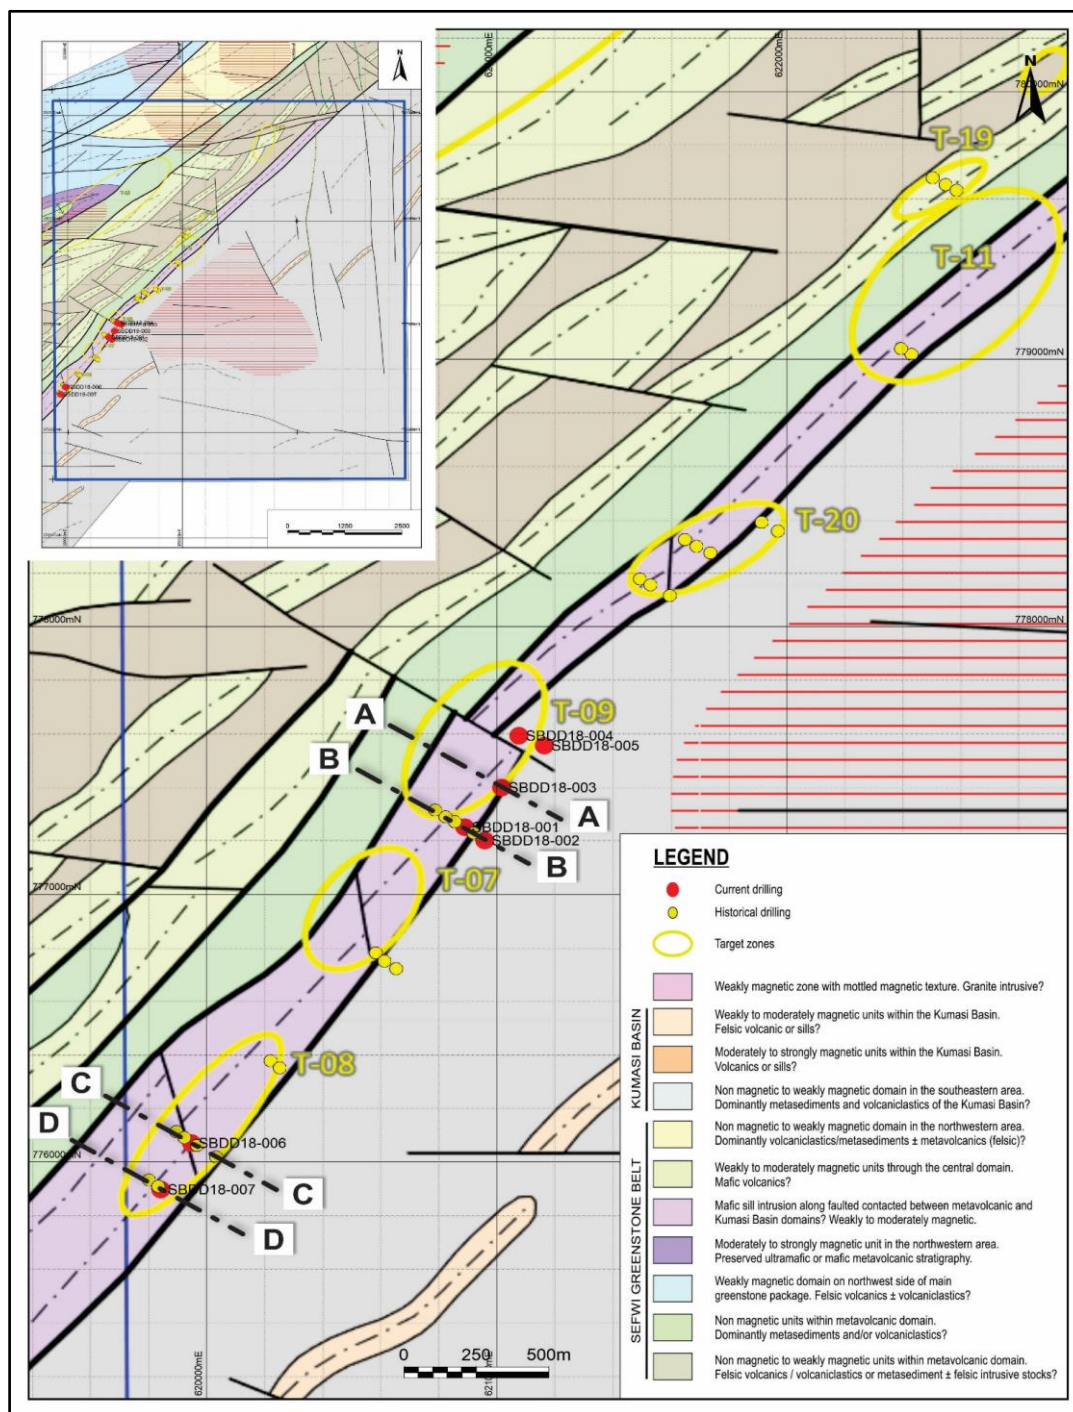 N
0 1250 2500
N
622000mE
780000mN
T-19
T-11
779000mN
T-20
778000mN
A
T-09
B
SBDD18-004
SBDD18-005
SBDD18-003
A
SBDD18-001
SBDD18-002
B
777000mN
T-07
T-08
C
D
SBDD18-006
776000mN
SBDD18-007
C
D
0 250 500m
620000mE
LEGEND
Current drilling
Historical drilling
Target zones
Weakly magnetic zone with mottled magnetic texture. Granite intrusive?
KUMASI BASIN
Weakly to moderately magnetic units within the Kumasi Basin.
Felsic volcanic or sills?
Moderately to strongly magnetic units within the Kumasi Basin.
Volcanics or sills?
Non magnetic to weakly magnetic domain in the southeastern area.
Dominantly metasediments and volcaniclastics of the Kumasi Basin?
SEFWI GREENSTONE BELT
Non magnetic to weakly magnetic domain in the northwestern area.
Dominantly volcaniclastics/metasediments ± metavolcanics (felsic)?
Weakly to moderately magnetic units through the central domain.
Mafic volcanics?
Mafic sill intrusion along faulted contacted between metavolcanic and
Kumasi Basin domains? Weakly to moderately magnetic.
Moderately to strongly magnetic unit in the northwestern area.
Preserved ultramafic or mafic metavolcanic stratigraphy.
Weakly magnetic domain on northwest side of main
greenstone package. Felsic volcanics ± volcaniclastics?
Non magnetic units within metavolcanic domain.
Dominantly metasediments and/or volcaniclastics?
Non magnetic to weakly magnetic units within metavolcanic domain.
Felsic volcanics / volcaniclastics or metasediment ± felsic intrusive stocks?